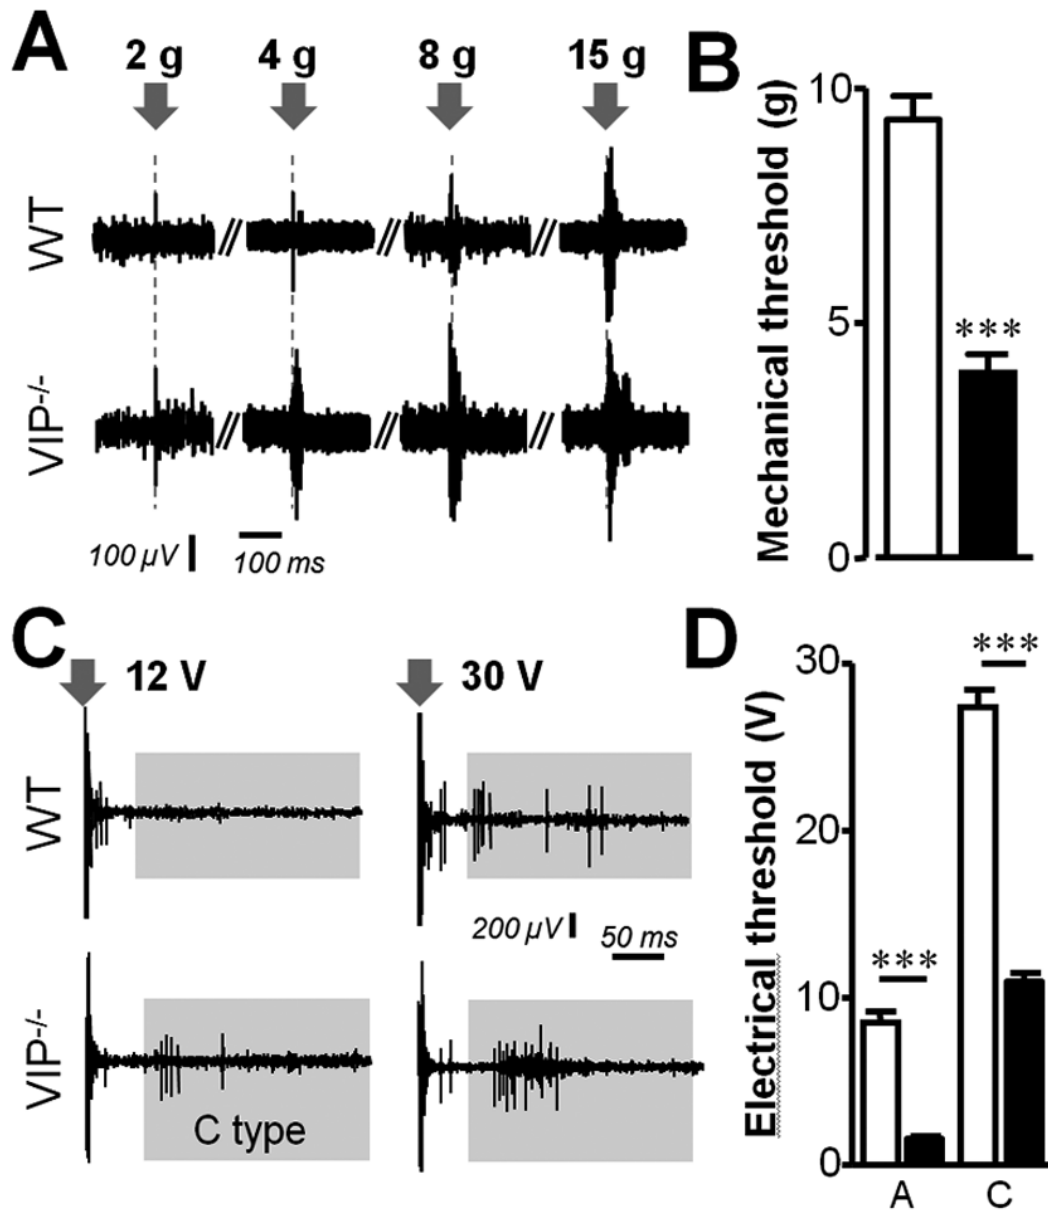 A
2 g 4 g 8 g 15 g
WT
VIP-/-
100 µV
100 ms
B
Mechanical threshold (g)
10
5
0
***
C
12 V
30 V
WT
200 µV
50 ms
VIP-/-
C type
D
Electrical threshold (V)
30
20
10
0
***
***
A C